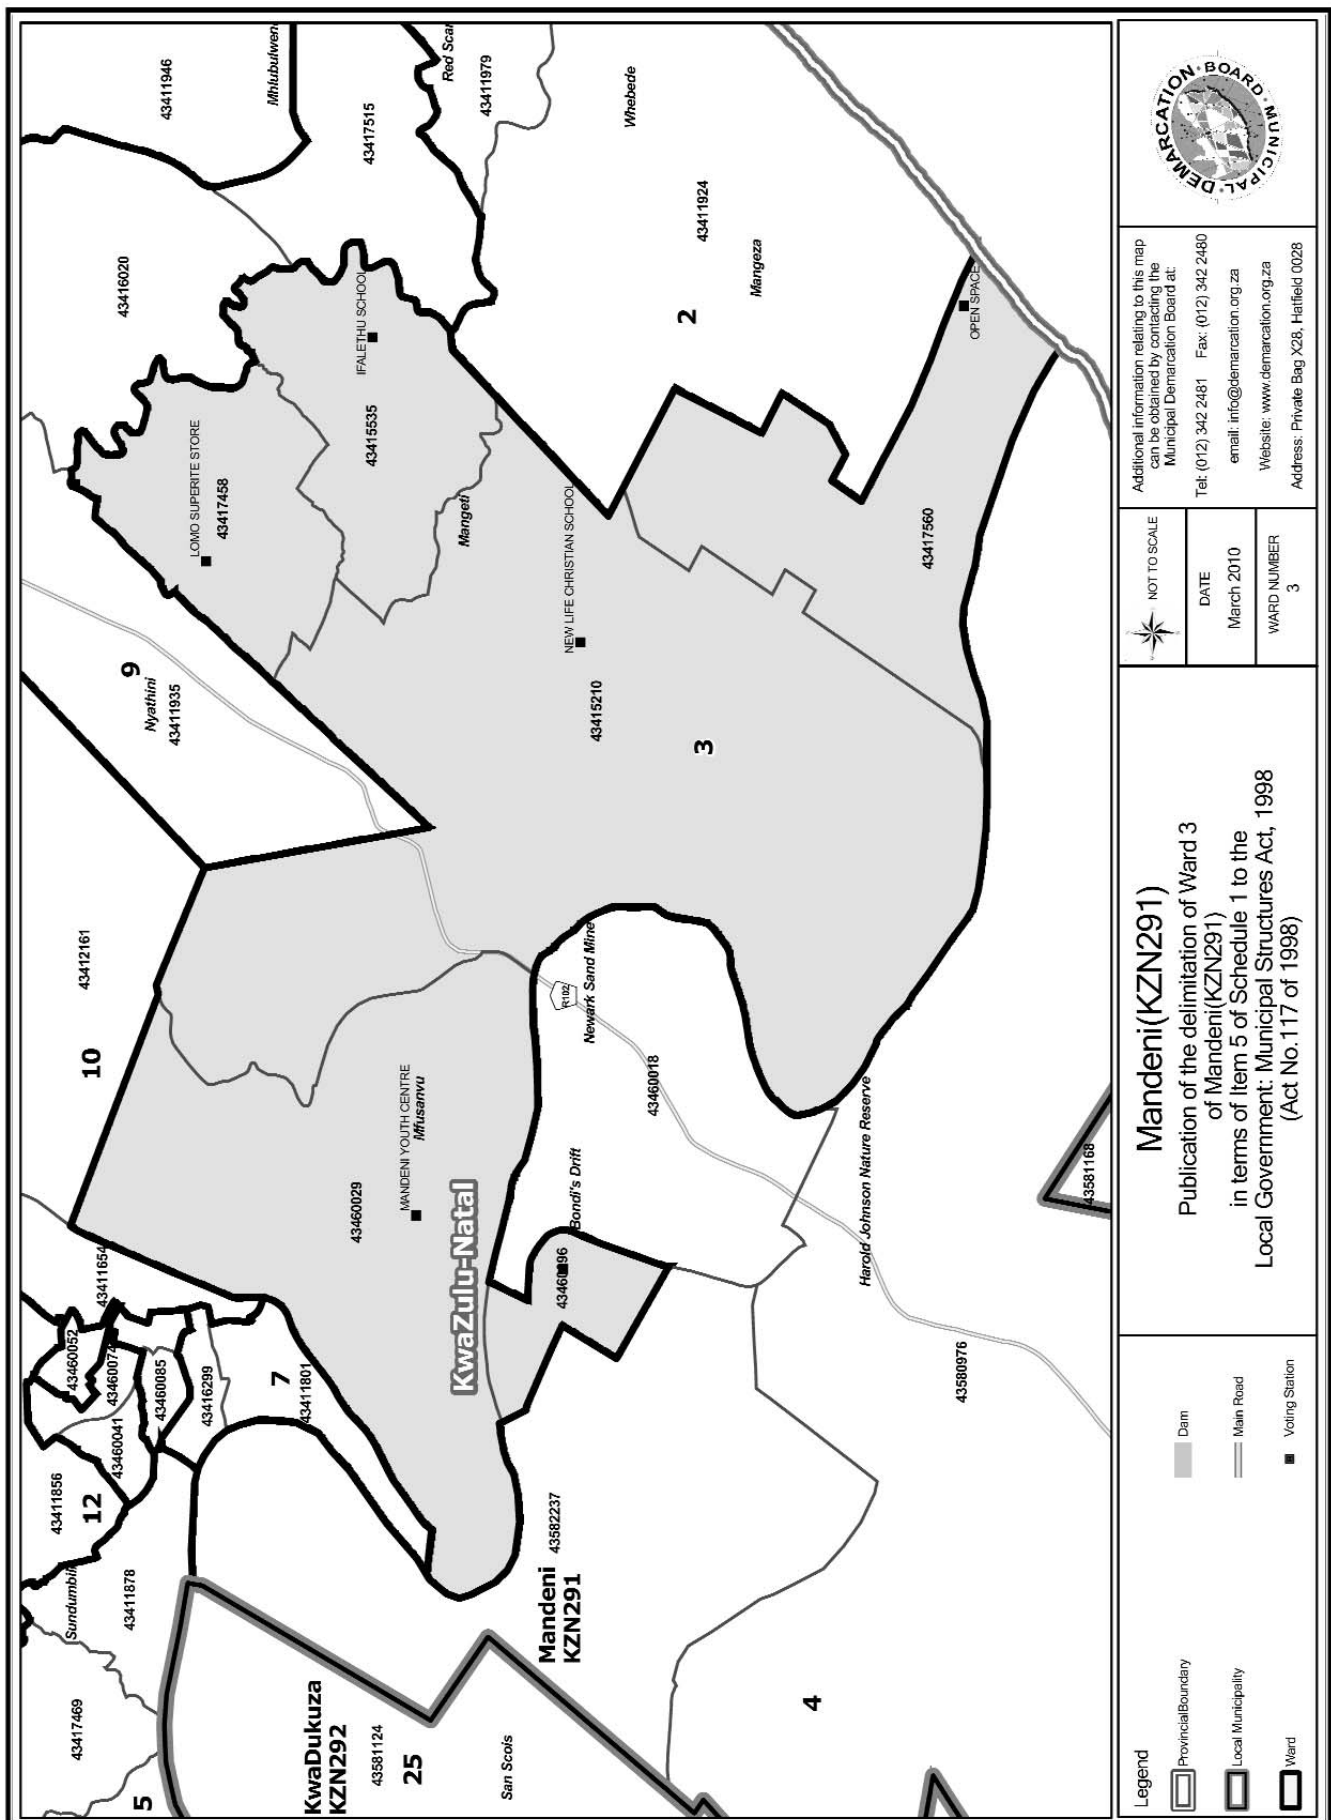 5
43417469
Sundumbili
43411878
12
43411856
43460041
43460052
43460074
43460085
43416299
43411654
7
43411801
KwaDukuza
KZN292
43581124
25
San Scois
Mandeni
KZN291
43582237
4
KwaZulu-Natal
43460029
MANDENI YOUTH CENTRE
Mfusanvu
10
43412161
Bondi's Drift
43460018
Newark Sand Mine
R102
Harold Johnson Nature Reserve
43580976
43581168
9
Nyathini
43411935
LOMO SUPERITE STORE
43417458
43416020
43411946
Mhlubulwen
43417515
Red Scar
43411979
IFALETHU SCHOOL
43415535
Mangeti
NEW LIFE CHRISTIAN SCHOOL
43415210
3
Whebede
43411924
Mangeza
2
OPEN SPACE
43417560
Legend
ProvincialBoundary
Local Municipality
Ward
Dam
Main Road
Voting Station
Mandeni(KZN291)
Publication of the delimitation of Ward 3
of Mandeni(KZN291)
in terms of Item 5 of Schedule 1 to the
Local Government: Municipal Structures Act, 1998
(Act No.117 of 1998)
NOT TO SCALE
DATE
March 2010
WARD NUMBER
3
Additional information relating to this map
can be obtained by contacting the
Municipal Demarcation Board at:
Tel: (012) 342 2481 Fax: (012) 342 2480
email: info@demarcation.org.za
Website: www.demarcation.org.za
Address: Private Bag X28, Hatfield 0028
MUNICIPAL • DEMARCATION • BOARD